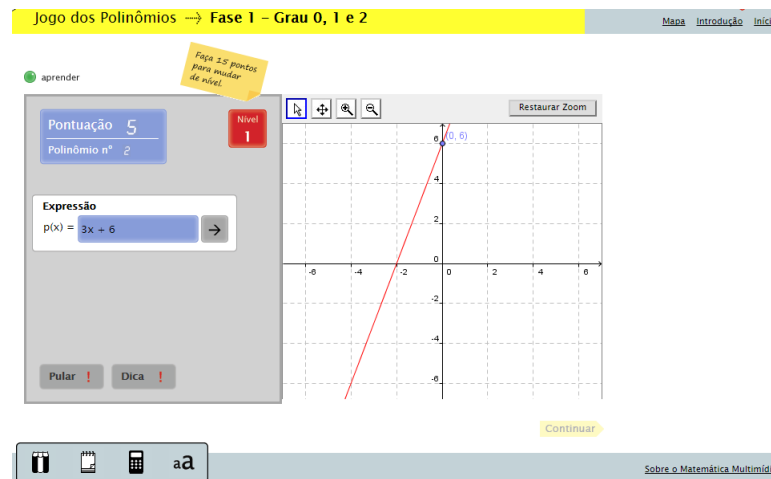 Jogo dos Polinômios ---> Fase 1 – Grau 0, 1 e 2
Mapa Introdução Iníci
Faça 15 pontos
para mudar
de nível.
aprender
Pontuação 5
Polinômio nº 2
Nível
1
Expressão
p(x) = 3x + 6
→
Pular !
Dica !
Restaurar Zoom
(0, 6)
6
4
2
0
-2
-4
-6
-6 -4 -2 0 2 4 6
Continuar
aa
Sobre o Matemática Multimídi